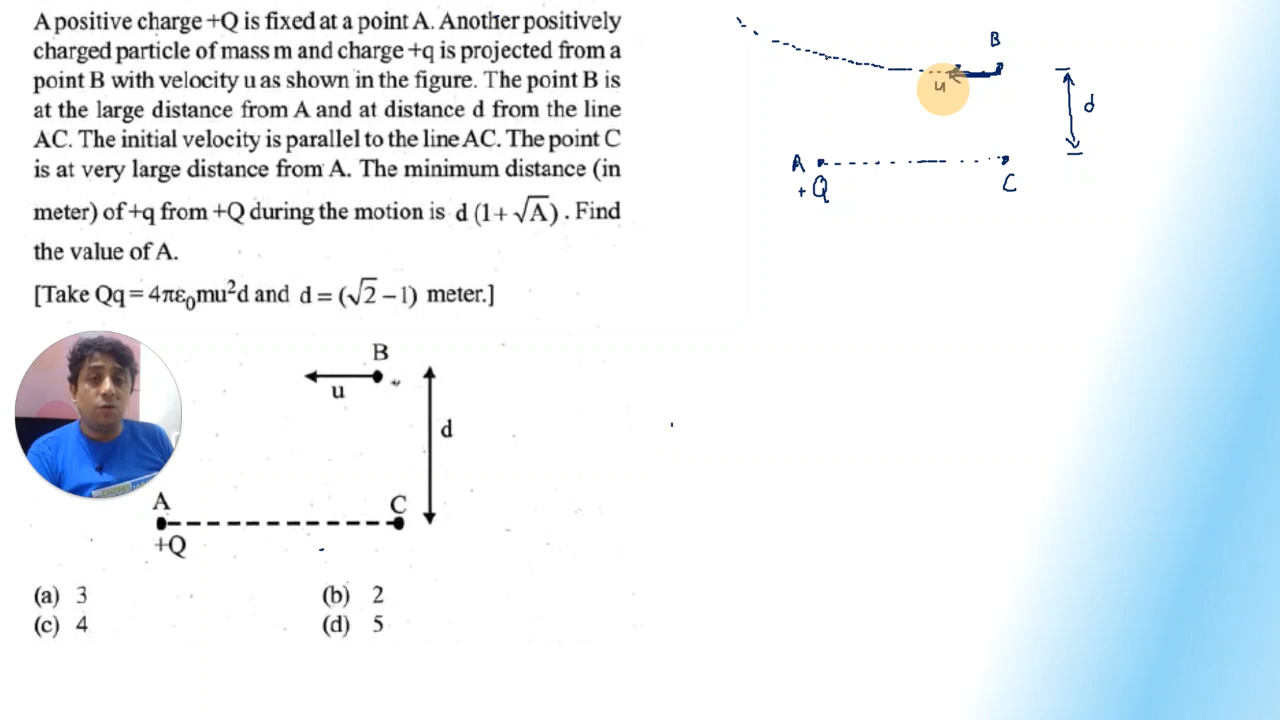 A positive charge +Q is fixed at a point A. Another positively
charged particle of mass m and charge +q is projected from a
point B with velocity u as shown in the figure. The point B is
at the large distance from A and at distance d from the line
AC. The initial velocity is parallel to the line AC. The point C
is at very large distance from A. The minimum distance (in
meter) of +q from +Q during the motion is d (1+ √A). Find
the value of A.
[Take Qq = 4πε₀mu²d and d = (√2 – 1) meter.]
B
u
d
A
C
+Q
(a) 3
(b) 2
(c) 4
(d) 5
B
u
d
A
+Q
C